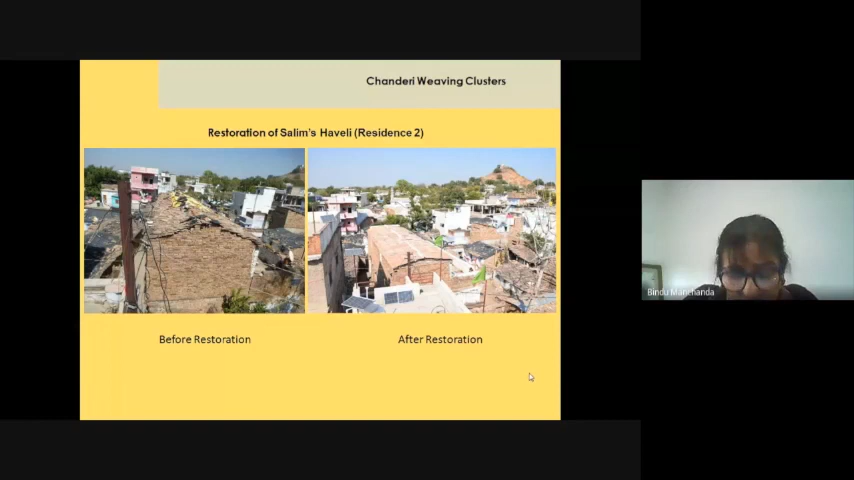 Chanderi Weaving Clusters
Restoration of Salim's Haveli (Residence 2)
Before Restoration
After Restoration
Bindu Manchanda